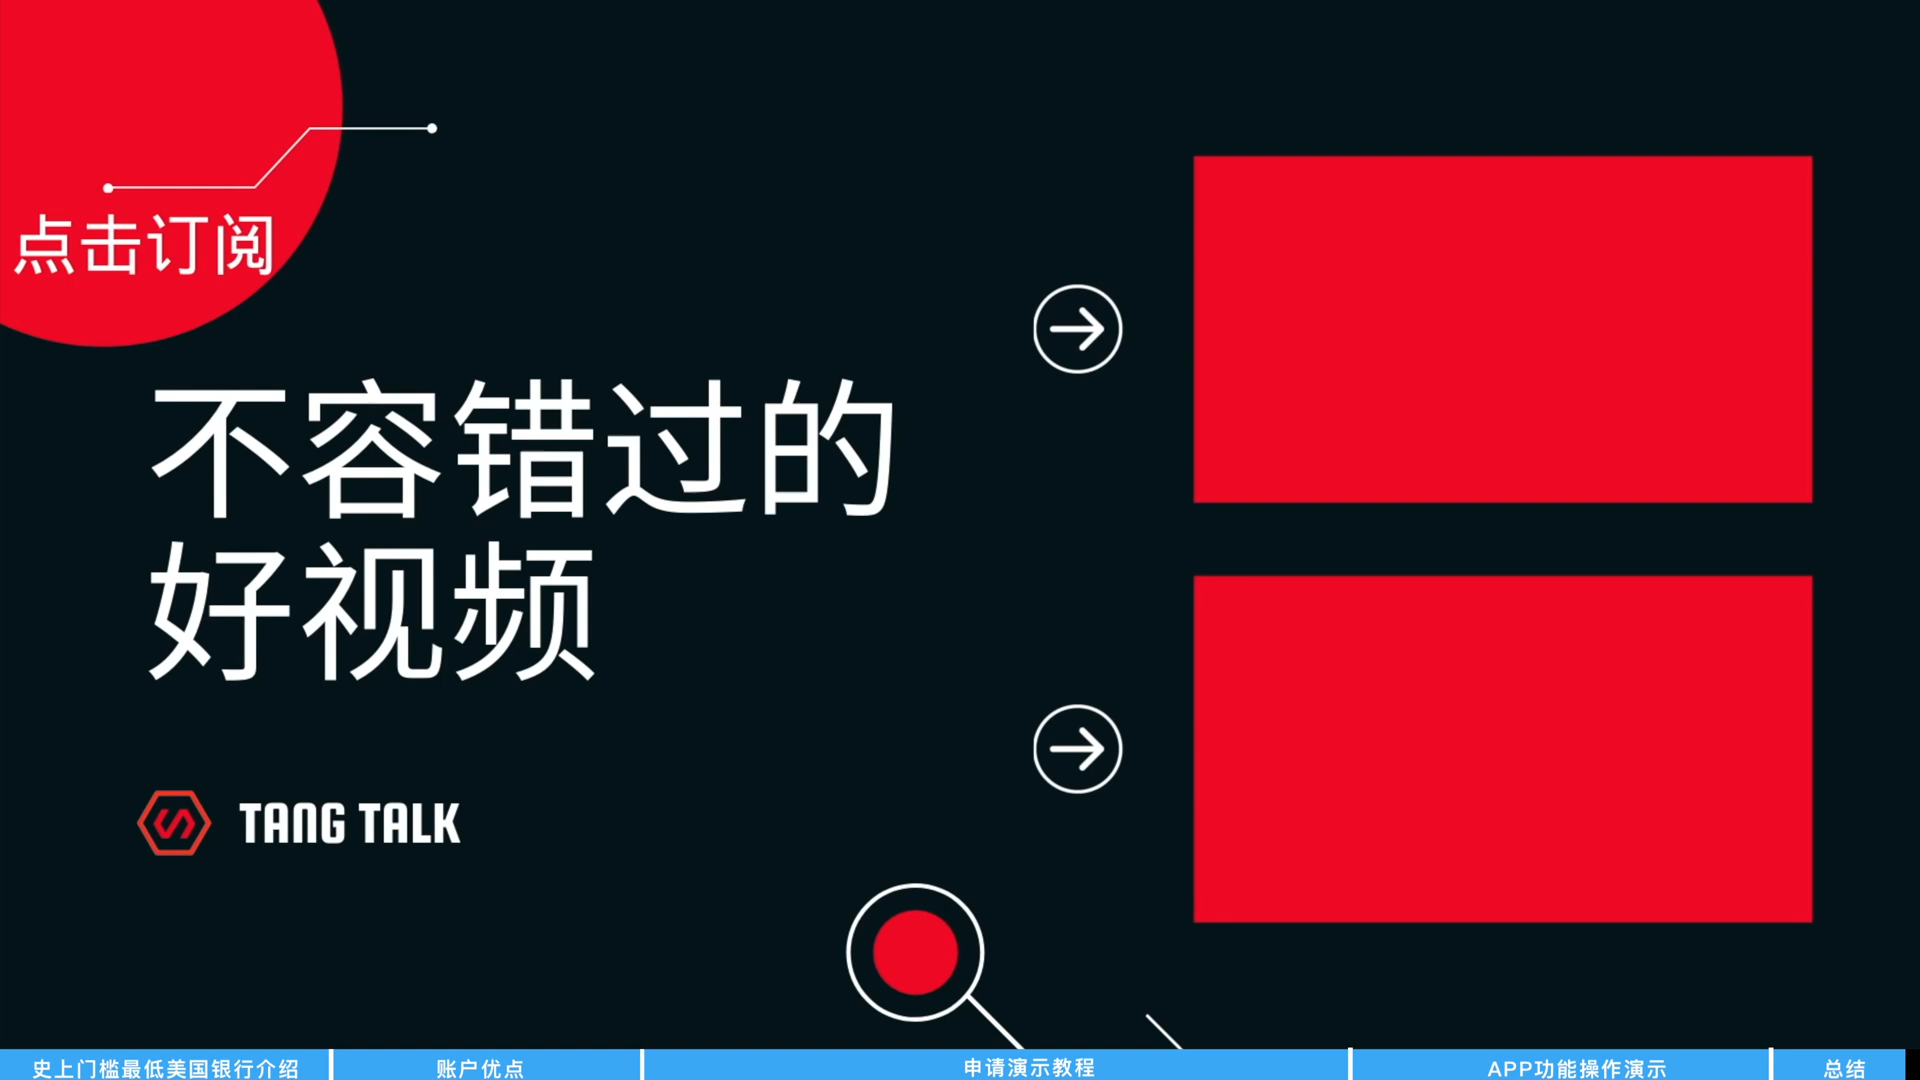 点击订阅
不容错过的
好视频
TANG TALK
史上门槛最低美国银行介绍
账户优点
申请演示教程
APP功能操作演示
总结